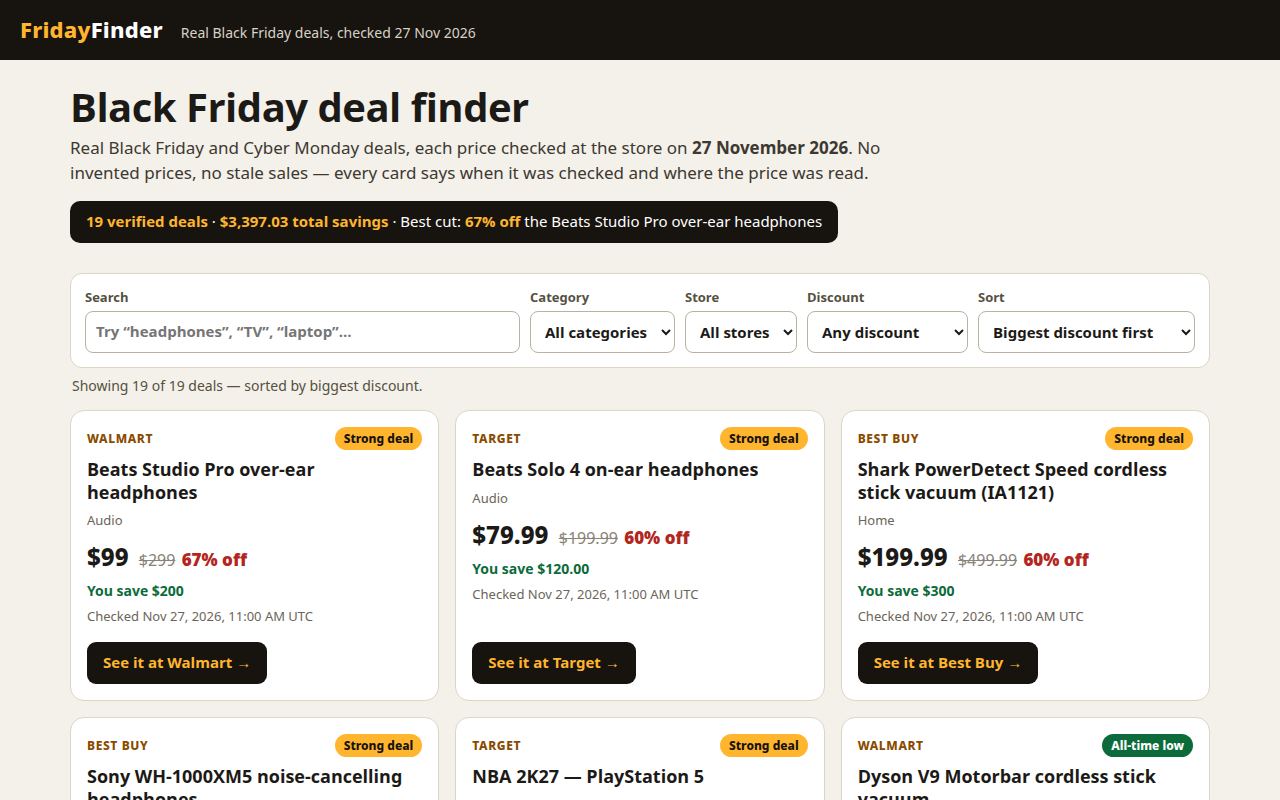 FridayFinder Real Black Friday deals, checked 27 Nov 2026
Black Friday deal finder
Real Black Friday and Cyber Monday deals, each price checked at the store on 27 November 2026. No
invented prices, no stale sales — every card says when it was checked and where the price was read.
19 verified deals · $3,397.03 total savings · Best cut: 67% off the Beats Studio Pro over-ear headphones
Search Category Store Discount Sort
Try “headphones”, “TV”, “laptop”… All categories All stores Any discount Biggest discount first
Showing 19 of 19 deals — sorted by biggest discount.
WALMART Strong deal
Beats Studio Pro over-ear
headphones
Audio
$99 $299 67% off
You save $200
Checked Nov 27, 2026, 11:00 AM UTC
See it at Walmart →
TARGET Strong deal
Beats Solo 4 on-ear headphones
Audio
$79.99 $199.99 60% off
You save $120.00
Checked Nov 27, 2026, 11:00 AM UTC
See it at Target →
BEST BUY Strong deal
Shark PowerDetect Speed cordless
stick vacuum (IA1121)
Home
$199.99 $499.99 60% off
You save $300
Checked Nov 27, 2026, 11:00 AM UTC
See it at Best Buy →
BEST BUY Strong deal
Sony WH-1000XM5 noise-cancelling
headphones
TARGET Strong deal
NBA 2K27 — PlayStation 5
WALMART All-time low
Dyson V9 Motorbar cordless stick
vacuum